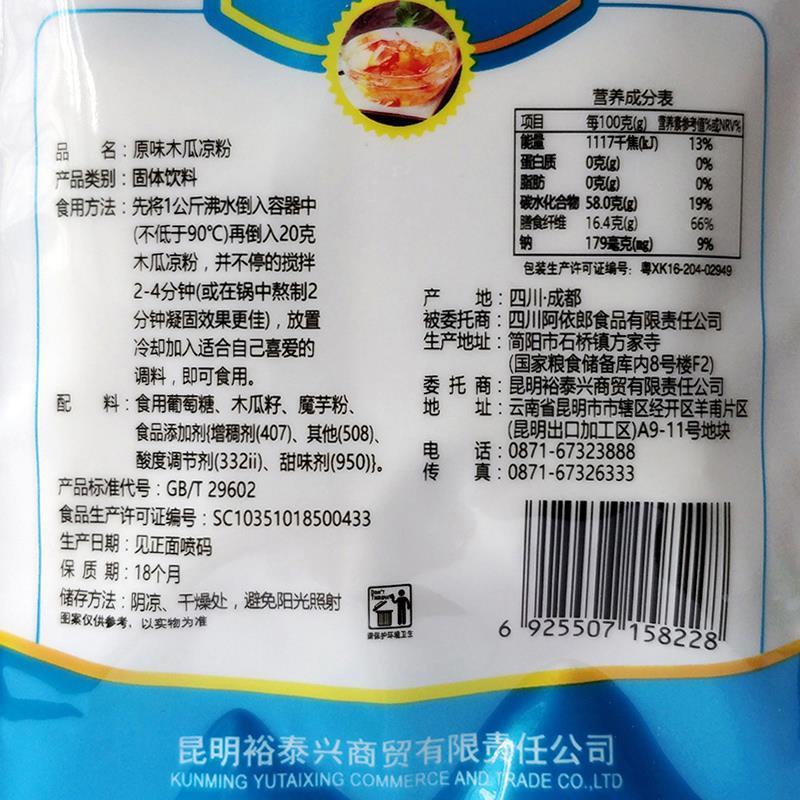 品 名：原味木瓜凉粉
产品类别：固体饮料
食用方法：先将1公斤沸水倒入容器中
(不低于90℃)再倒入20克
木瓜凉粉，并不停的搅拌
2-4分钟(或在锅中熬制2
分钟凝固效果更佳)，放置
冷却加入适合自己喜爱的
调料，即可食用。
配 料：食用葡萄糖、木瓜籽、魔芋粉、
食品添加剂{增稠剂(407)、其他(508)、
酸度调节剂(332ii)、甜味剂(950)}。
产品标准代号：GB/T 29602
食品生产许可证编号：SC10351018500433
生产日期：见正面喷码
保 质 期：18个月
储存方法：阴凉、干燥处，避免阳光照射
图案仅供参考，以实物为准
Don't
请保护环境卫生
营养成分表
项目 每100克(g) 营养素参考值%或NRV%
能量 1117千焦(kJ) 13%
蛋白质 0克(g) 0%
脂肪 0克(g) 0%
碳水化合物 58.0克(g) 19%
膳食纤维 16.4克(g) 66%
钠 179毫克(mg) 9%
包装生产许可证编号：粤XK16-204-02949
产 地：四川·成都
被委托商：四川阿依郎食品有限责任公司
生产地址：简阳市石桥镇方家寺
(国家粮食储备库内8号楼F2)
委 托 商：昆明裕泰兴商贸有限责任公司
地 址：云南省昆明市市辖区经开区羊甫片区
(昆明出口加工区)A9-11号地块
电 话：0871-67323888
传 真：0871-67326333
6 925507 158228
昆明裕泰兴商贸有限责任公司
KUNMING YUTAIXING COMMERCE AND TRADE CO.,LTD